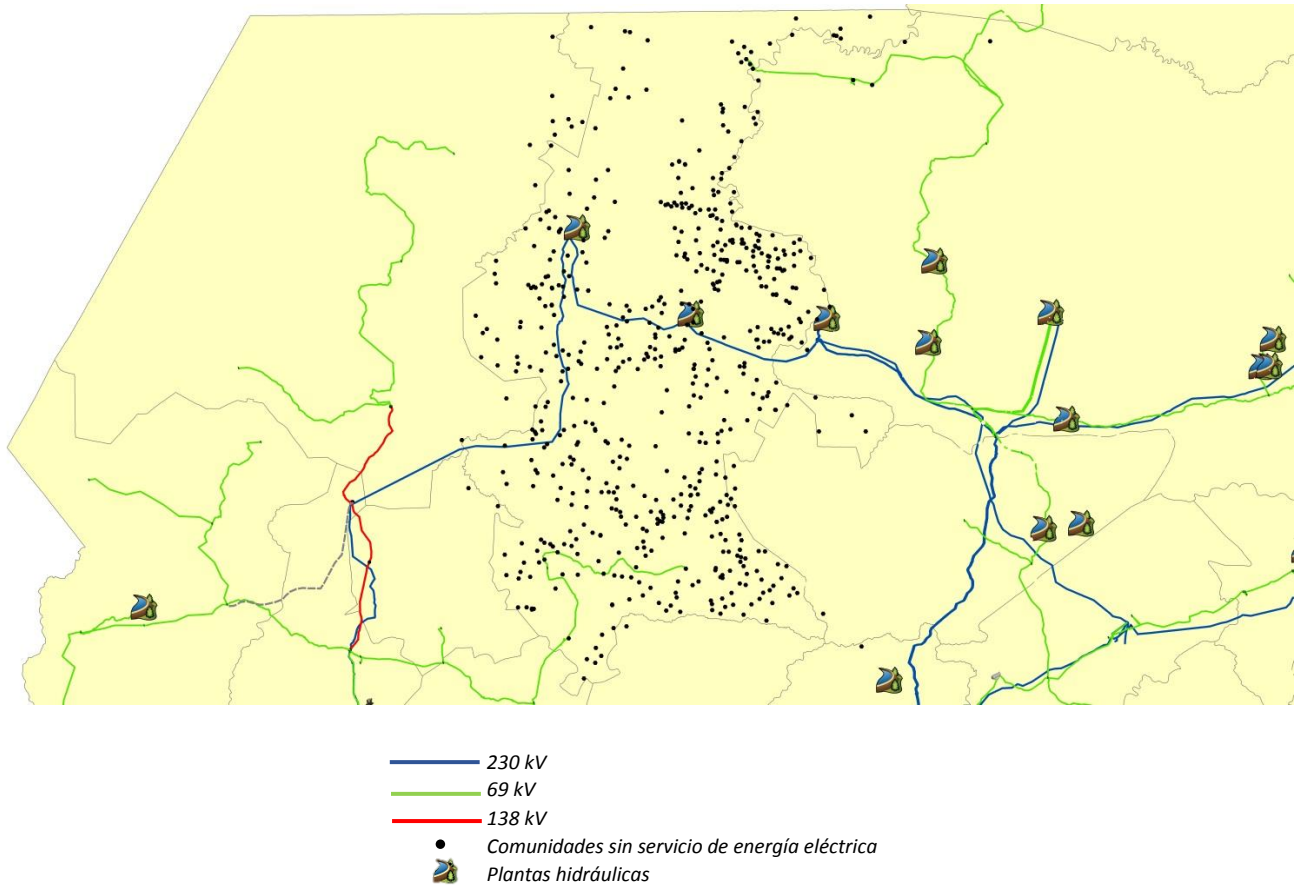 230 kV
69 kV
138 kV
Comunidades sin servicio de energía eléctrica
Plantas hidráulicas